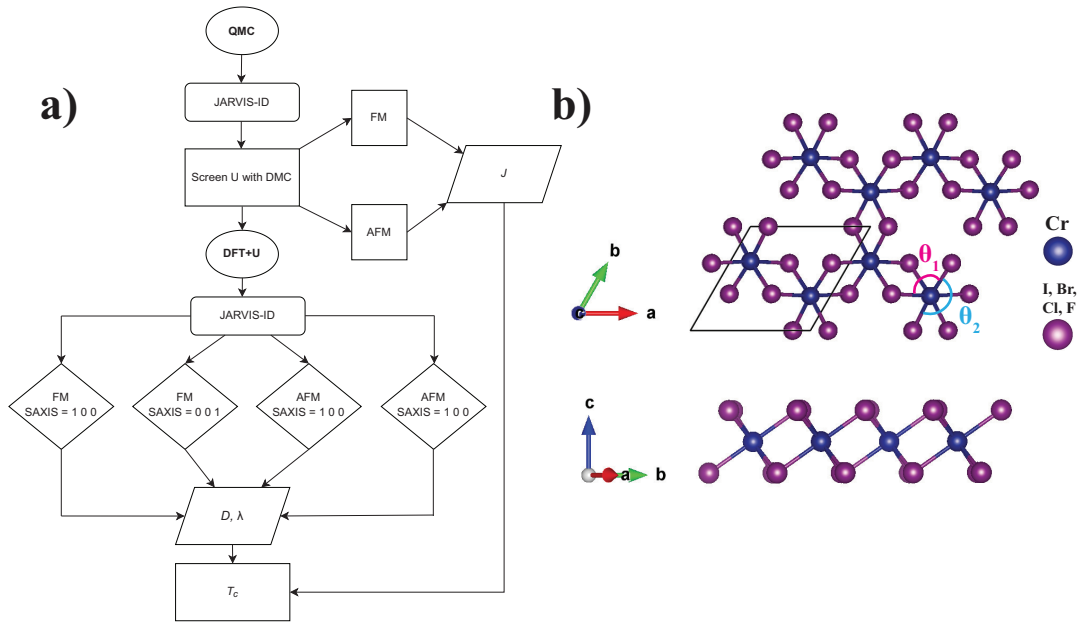 a)
QMC
JARVIS-ID
Screen U with DMC
FM
AFM
J
DFT+U
JARVIS-ID
FM
SAXIS = 1 0 0
FM
SAXIS = 0 0 1
AFM
SAXIS = 1 0 0
AFM
SAXIS = 1 0 0
D, λ
T_c
b)
b
c
a
θ₁
θ₂
Cr
I, Br,
Cl, F
c
a
b